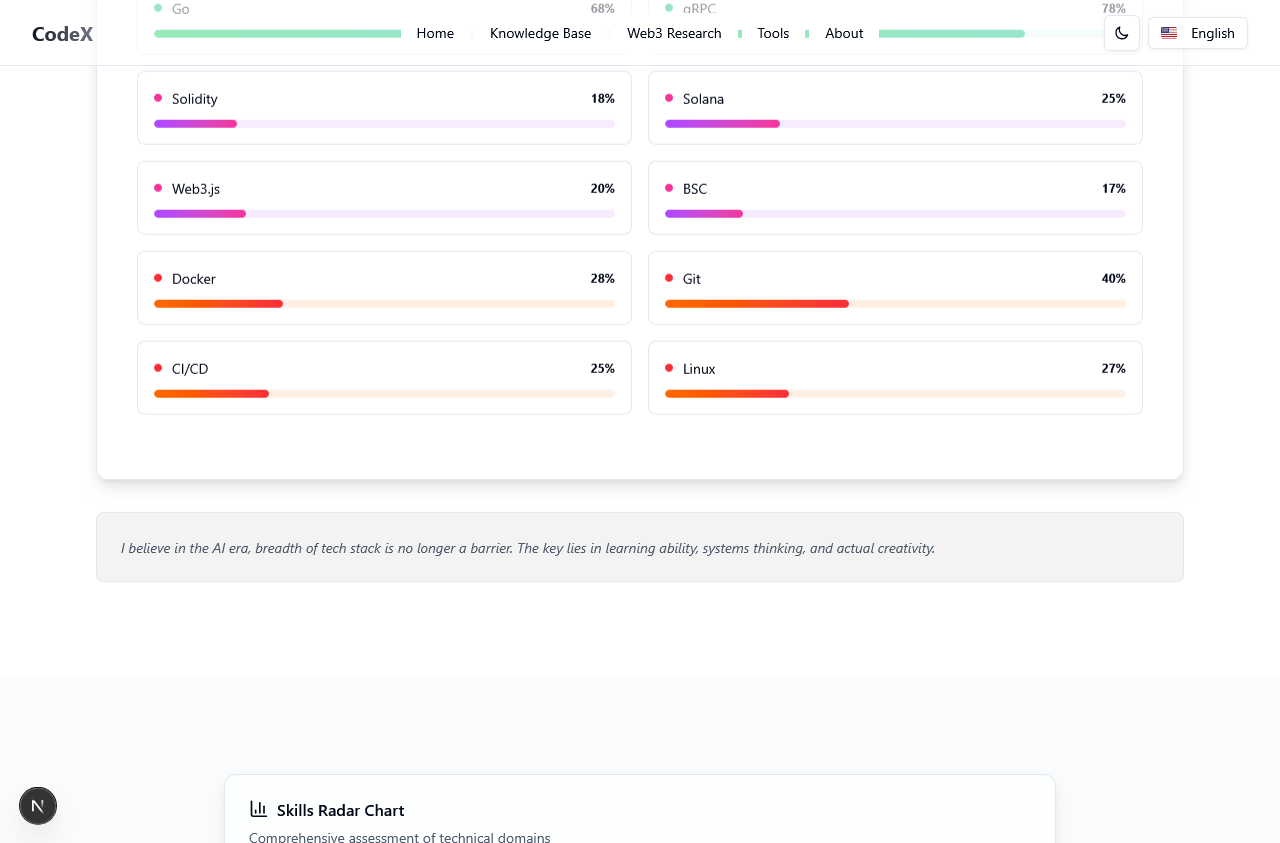 Go 68%
gRPC 78%
CodeX
Home Knowledge Base Web3 Research Tools About
English
Solidity 18%
Solana 25%
Web3.js 20%
BSC 17%
Docker 28%
Git 40%
CI/CD 25%
Linux 27%
I believe in the AI era, breadth of tech stack is no longer a barrier. The key lies in learning ability, systems thinking, and actual creativity.
N
Skills Radar Chart
Comprehensive assessment of technical domains